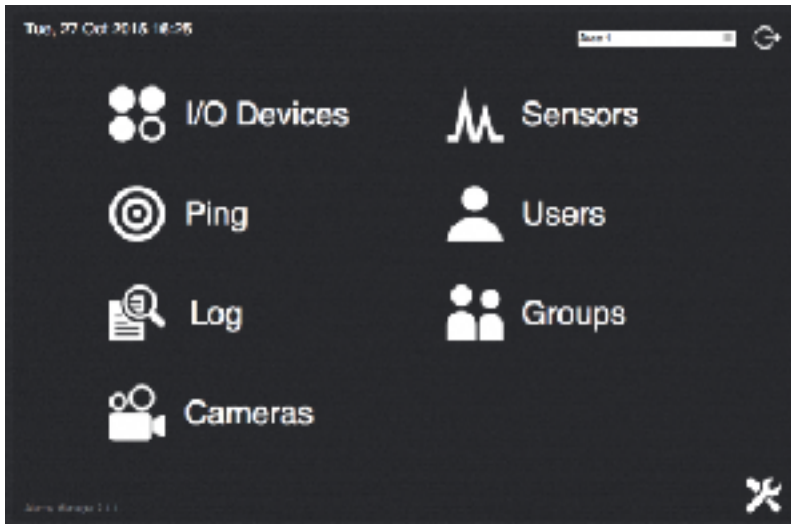 Tue, 27 Oct 2015 16:25
I/O Devices
Sensors
Ping
Users
Log
Groups
Cameras